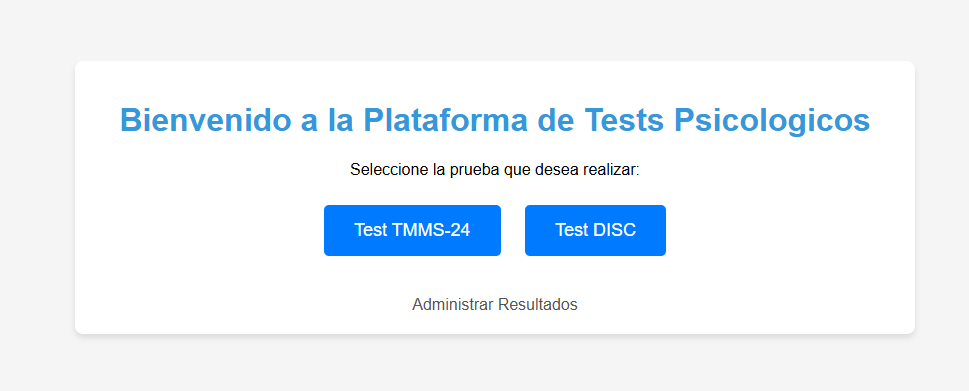 Bienvenido a la Plataforma de Tests Psicologicos
Seleccione la prueba que desea realizar:
Test TMMS-24
Test DISC
Administrar Resultados